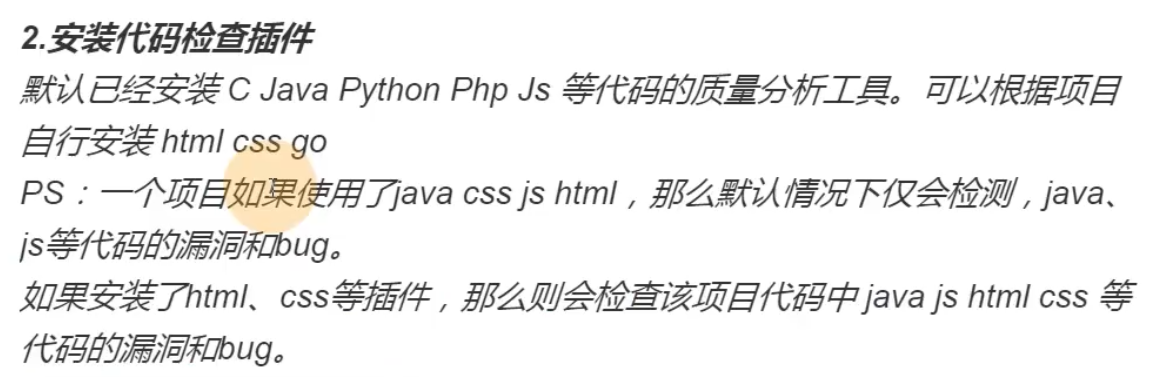 2.安装代码检查插件
默认已经安装 C Java Python Php Js 等代码的质量分析工具。可以根据项目
自行安装 html css go
PS：一个项目如果使用了java css js html，那么默认情况下仅会检测，java、
js等代码的漏洞和bug。
如果安装了html、css等插件，那么则会检查该项目代码中 java js html css 等
代码的漏洞和bug。